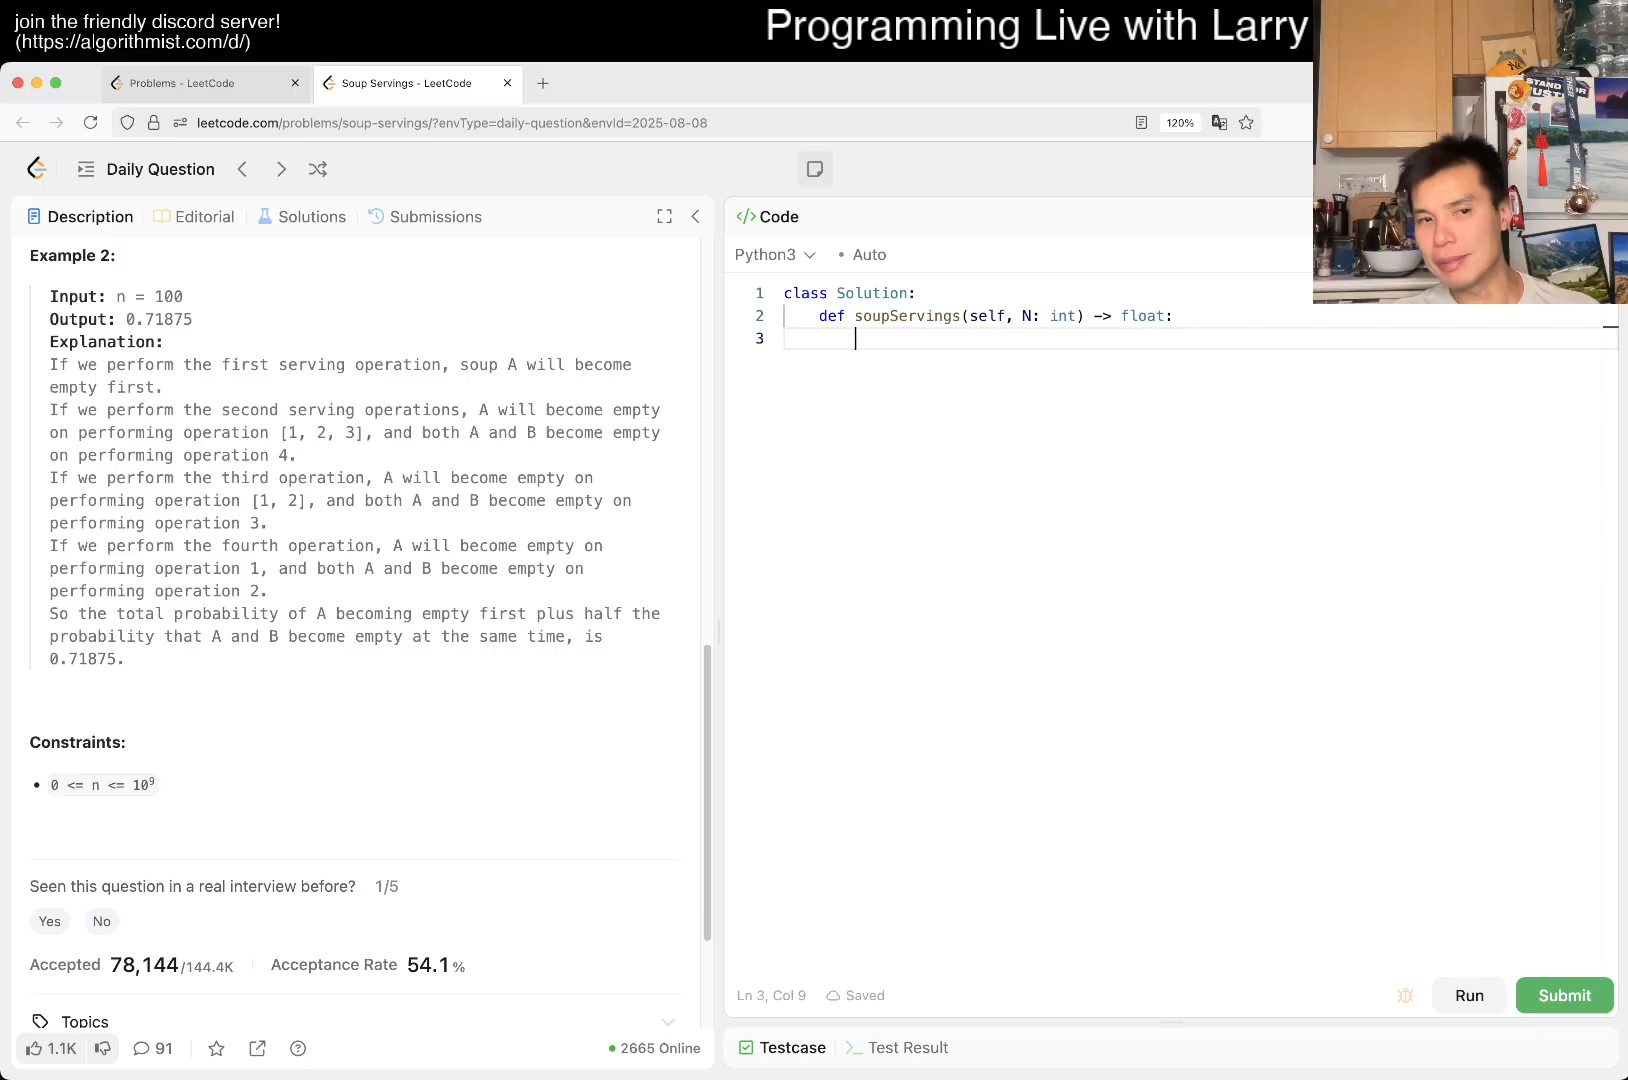 join the friendly discord server!
(https://algorithmist.com/d/)
Programming Live with Larry
Problems - LeetCode
Soup Servings - LeetCode
leetcode.com/problems/soup-servings/?envType=daily-question&envId=2025-08-08
120%
Daily Question
Description
Editorial
Solutions
Submissions
Example 2:
Input: n = 100
Output: 0.71875
Explanation:
If we perform the first serving operation, soup A will become
empty first.
If we perform the second serving operations, A will become empty
on performing operation [1, 2, 3], and both A and B become empty
on performing operation 4.
If we perform the third operation, A will become empty on
performing operation [1, 2], and both A and B become empty on
performing operation 3.
If we perform the fourth operation, A will become empty on
performing operation 1, and both A and B become empty on
performing operation 2.
So the total probability of A becoming empty first plus half the
probability that A and B become empty at the same time, is
0.71875.
Constraints:
0 <= n <= 10⁹
Seen this question in a real interview before? 1/5
Yes
No
Accepted 78,144/144.4K
Acceptance Rate 54.1%
Topics
1.1K
91
2665 Online
</> Code
Python3
Auto
1 class Solution:
2 def soupServings(self, N: int) -> float:
3
Ln 3, Col 9
Saved
Run
Submit
Testcase
Test Result